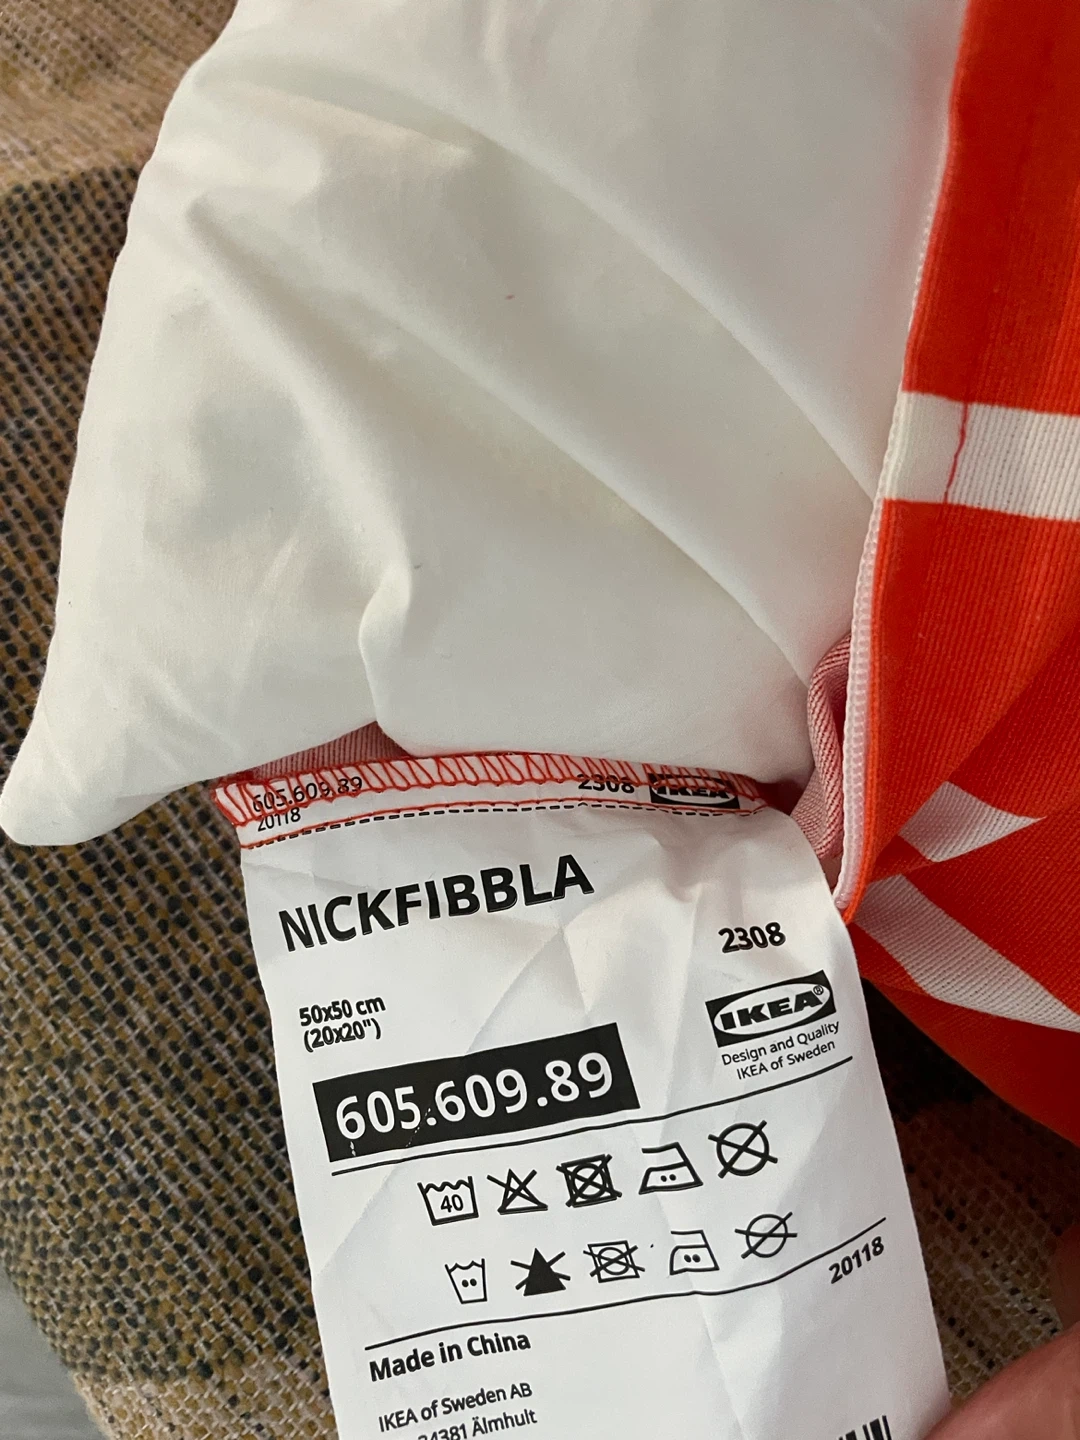 605.609.89
20118
2308
IKEA
NICKFIBBLA
2308
50x50 cm
(20x20")
IKEA®
Design and Quality
IKEA of Sweden
605.609.89
40
20118
Made in China
IKEA of Sweden AB
34381 Älmhult